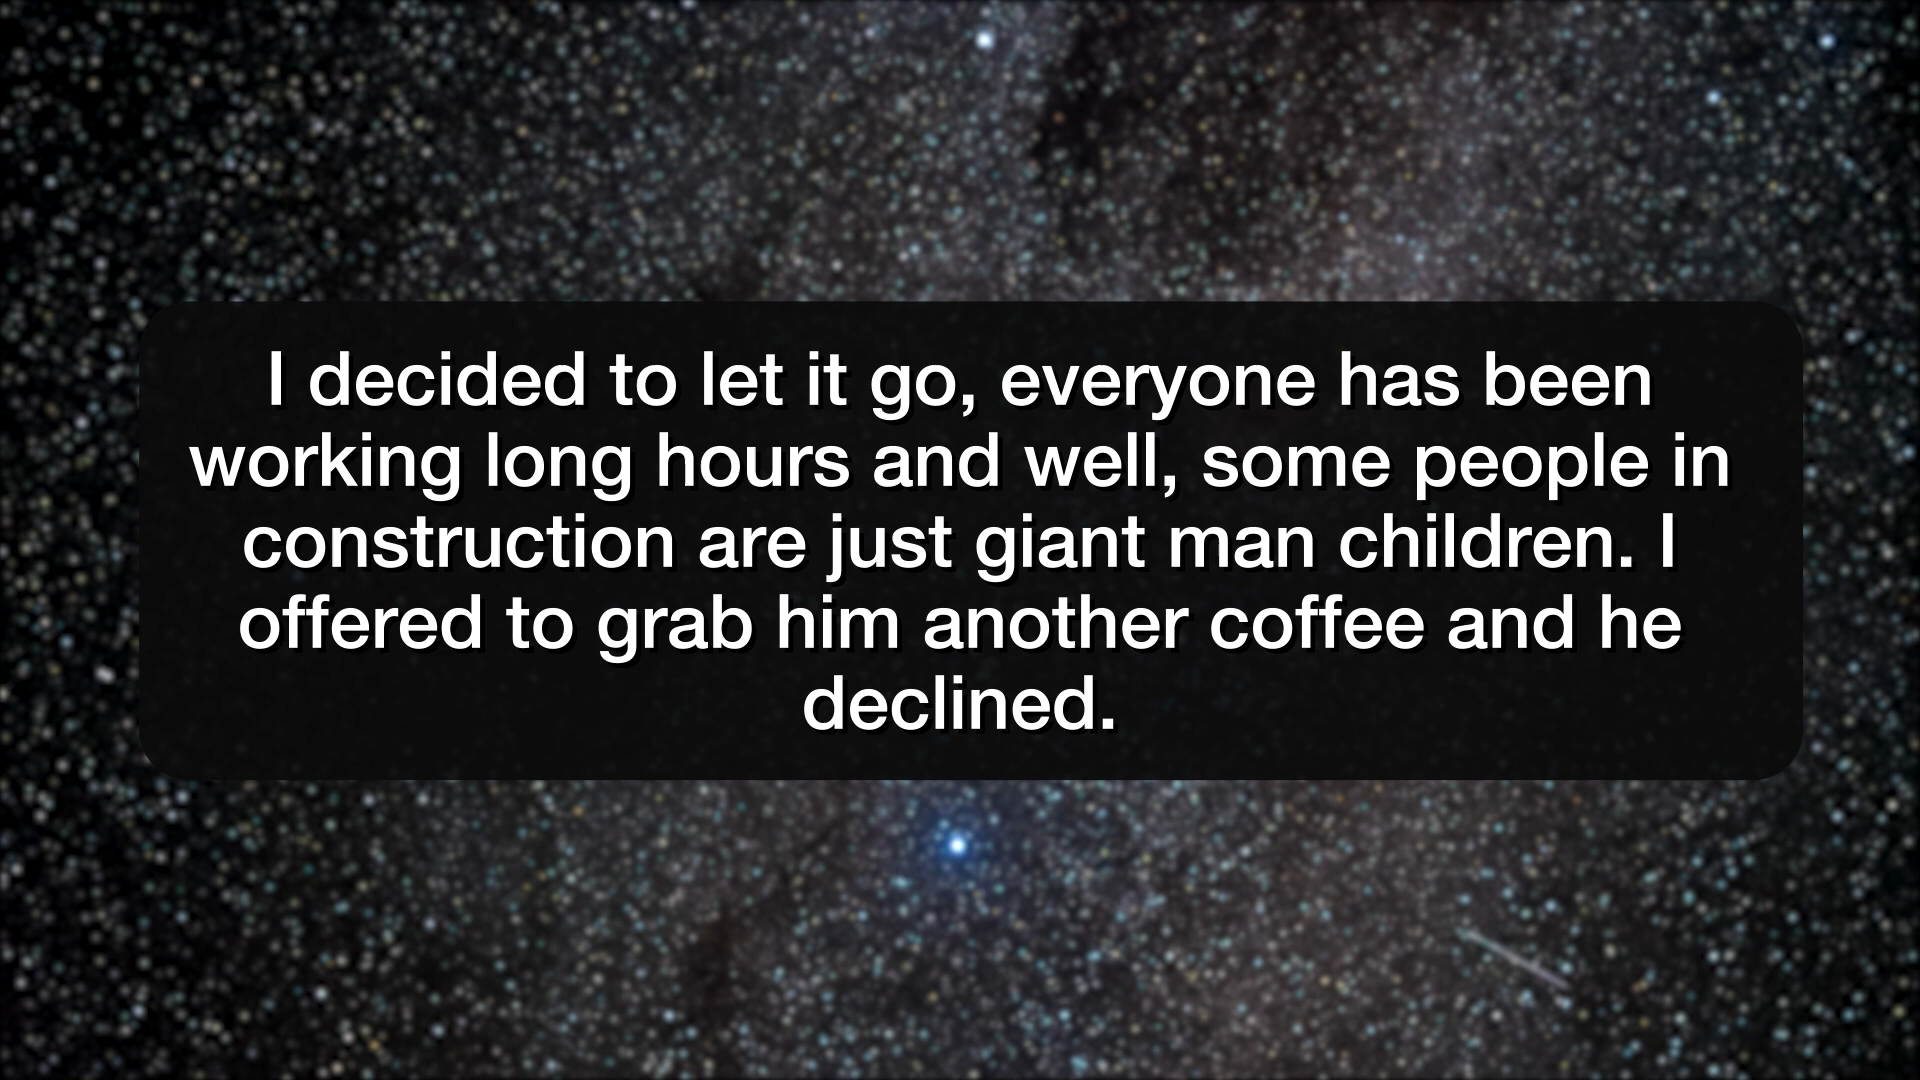 I decided to let it go, everyone has been
working long hours and well, some people in
construction are just giant man children. I
offered to grab him another coffee and he
declined.